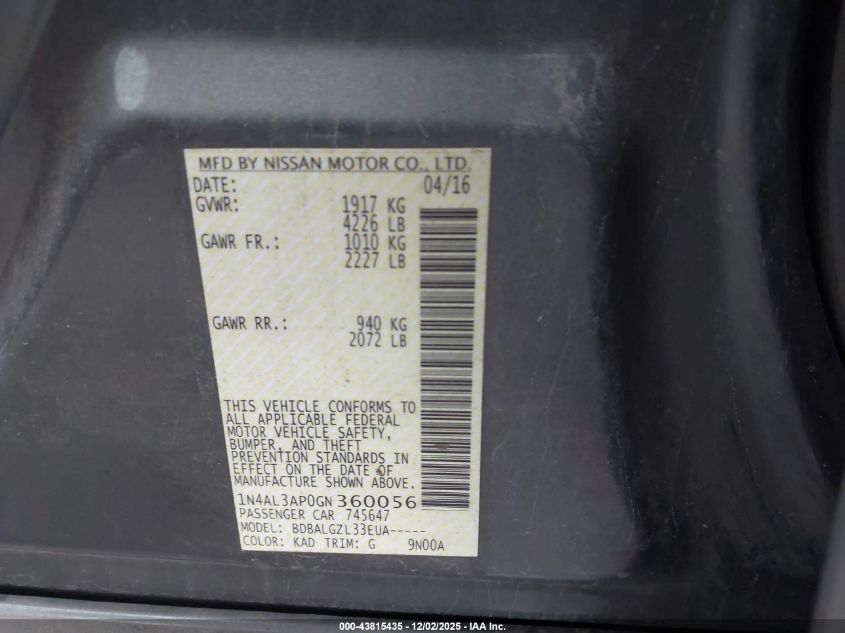 MFD BY NISSAN MOTOR CO., LTD.
DATE: 04/16
GVWR: 1917 KG
4226 LB
GAWR FR.: 1010 KG
2227 LB
GAWR RR.: 940 KG
2072 LB
THIS VEHICLE CONFORMS TO
ALL APPLICABLE FEDERAL
MOTOR VEHICLE SAFETY,
BUMPER, AND THEFT
PREVENTION STANDARDS IN
EFFECT ON THE DATE OF
MANUFACTURE SHOWN ABOVE.
1N4AL3AP0GN360056
PASSENGER CAR 745647
MODEL: BDBALGZL33EUA-----
COLOR: KAD TRIM: G 9N00A
000-43815435 - 12/02/2025 - IAA Inc.